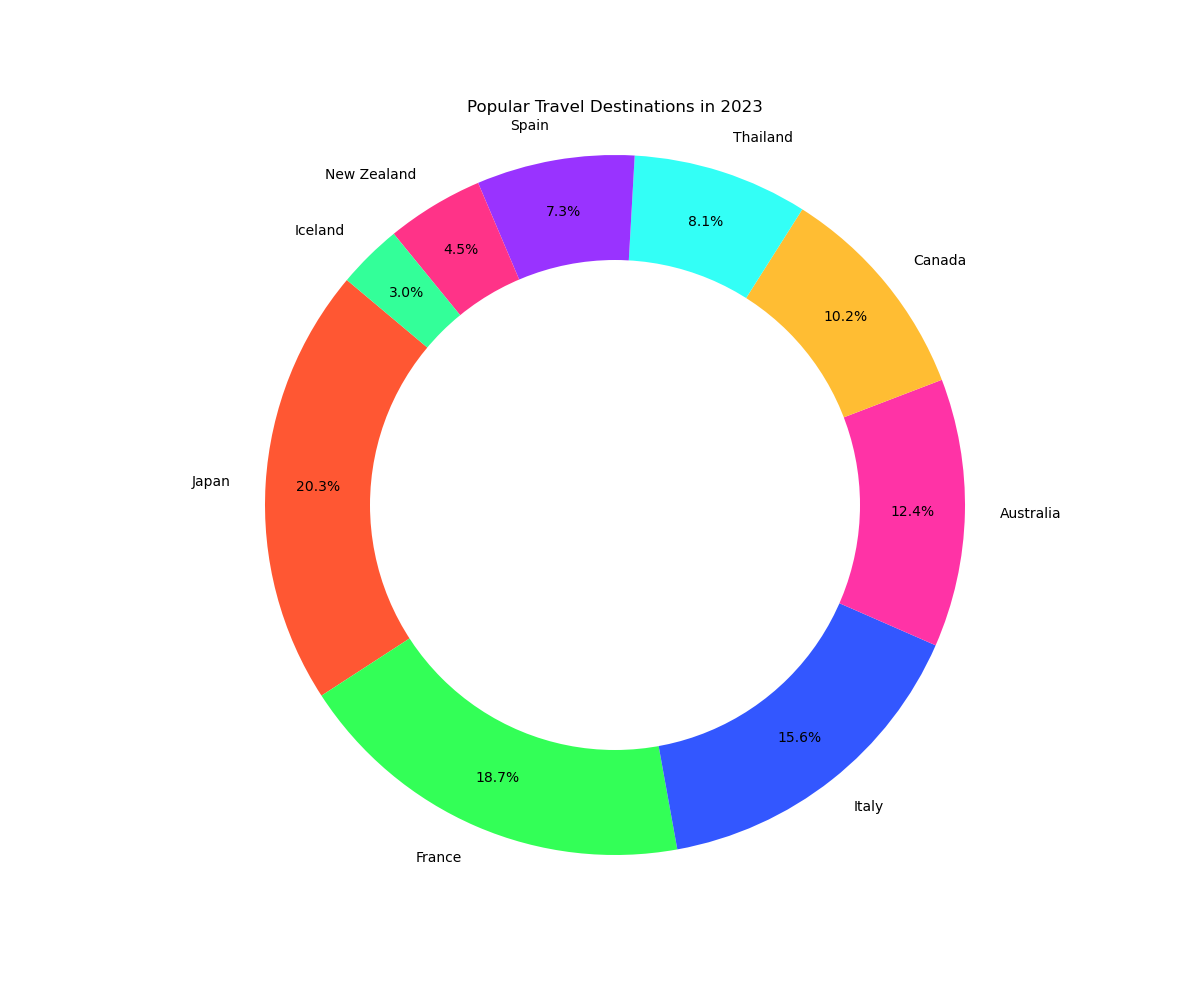 Popular Travel Destinations in 2023
Spain
Thailand
New Zealand
Iceland
Canada
Japan
Australia
Italy
France
7.3%
8.1%
4.5%
3.0%
10.2%
20.3%
12.4%
15.6%
18.7%